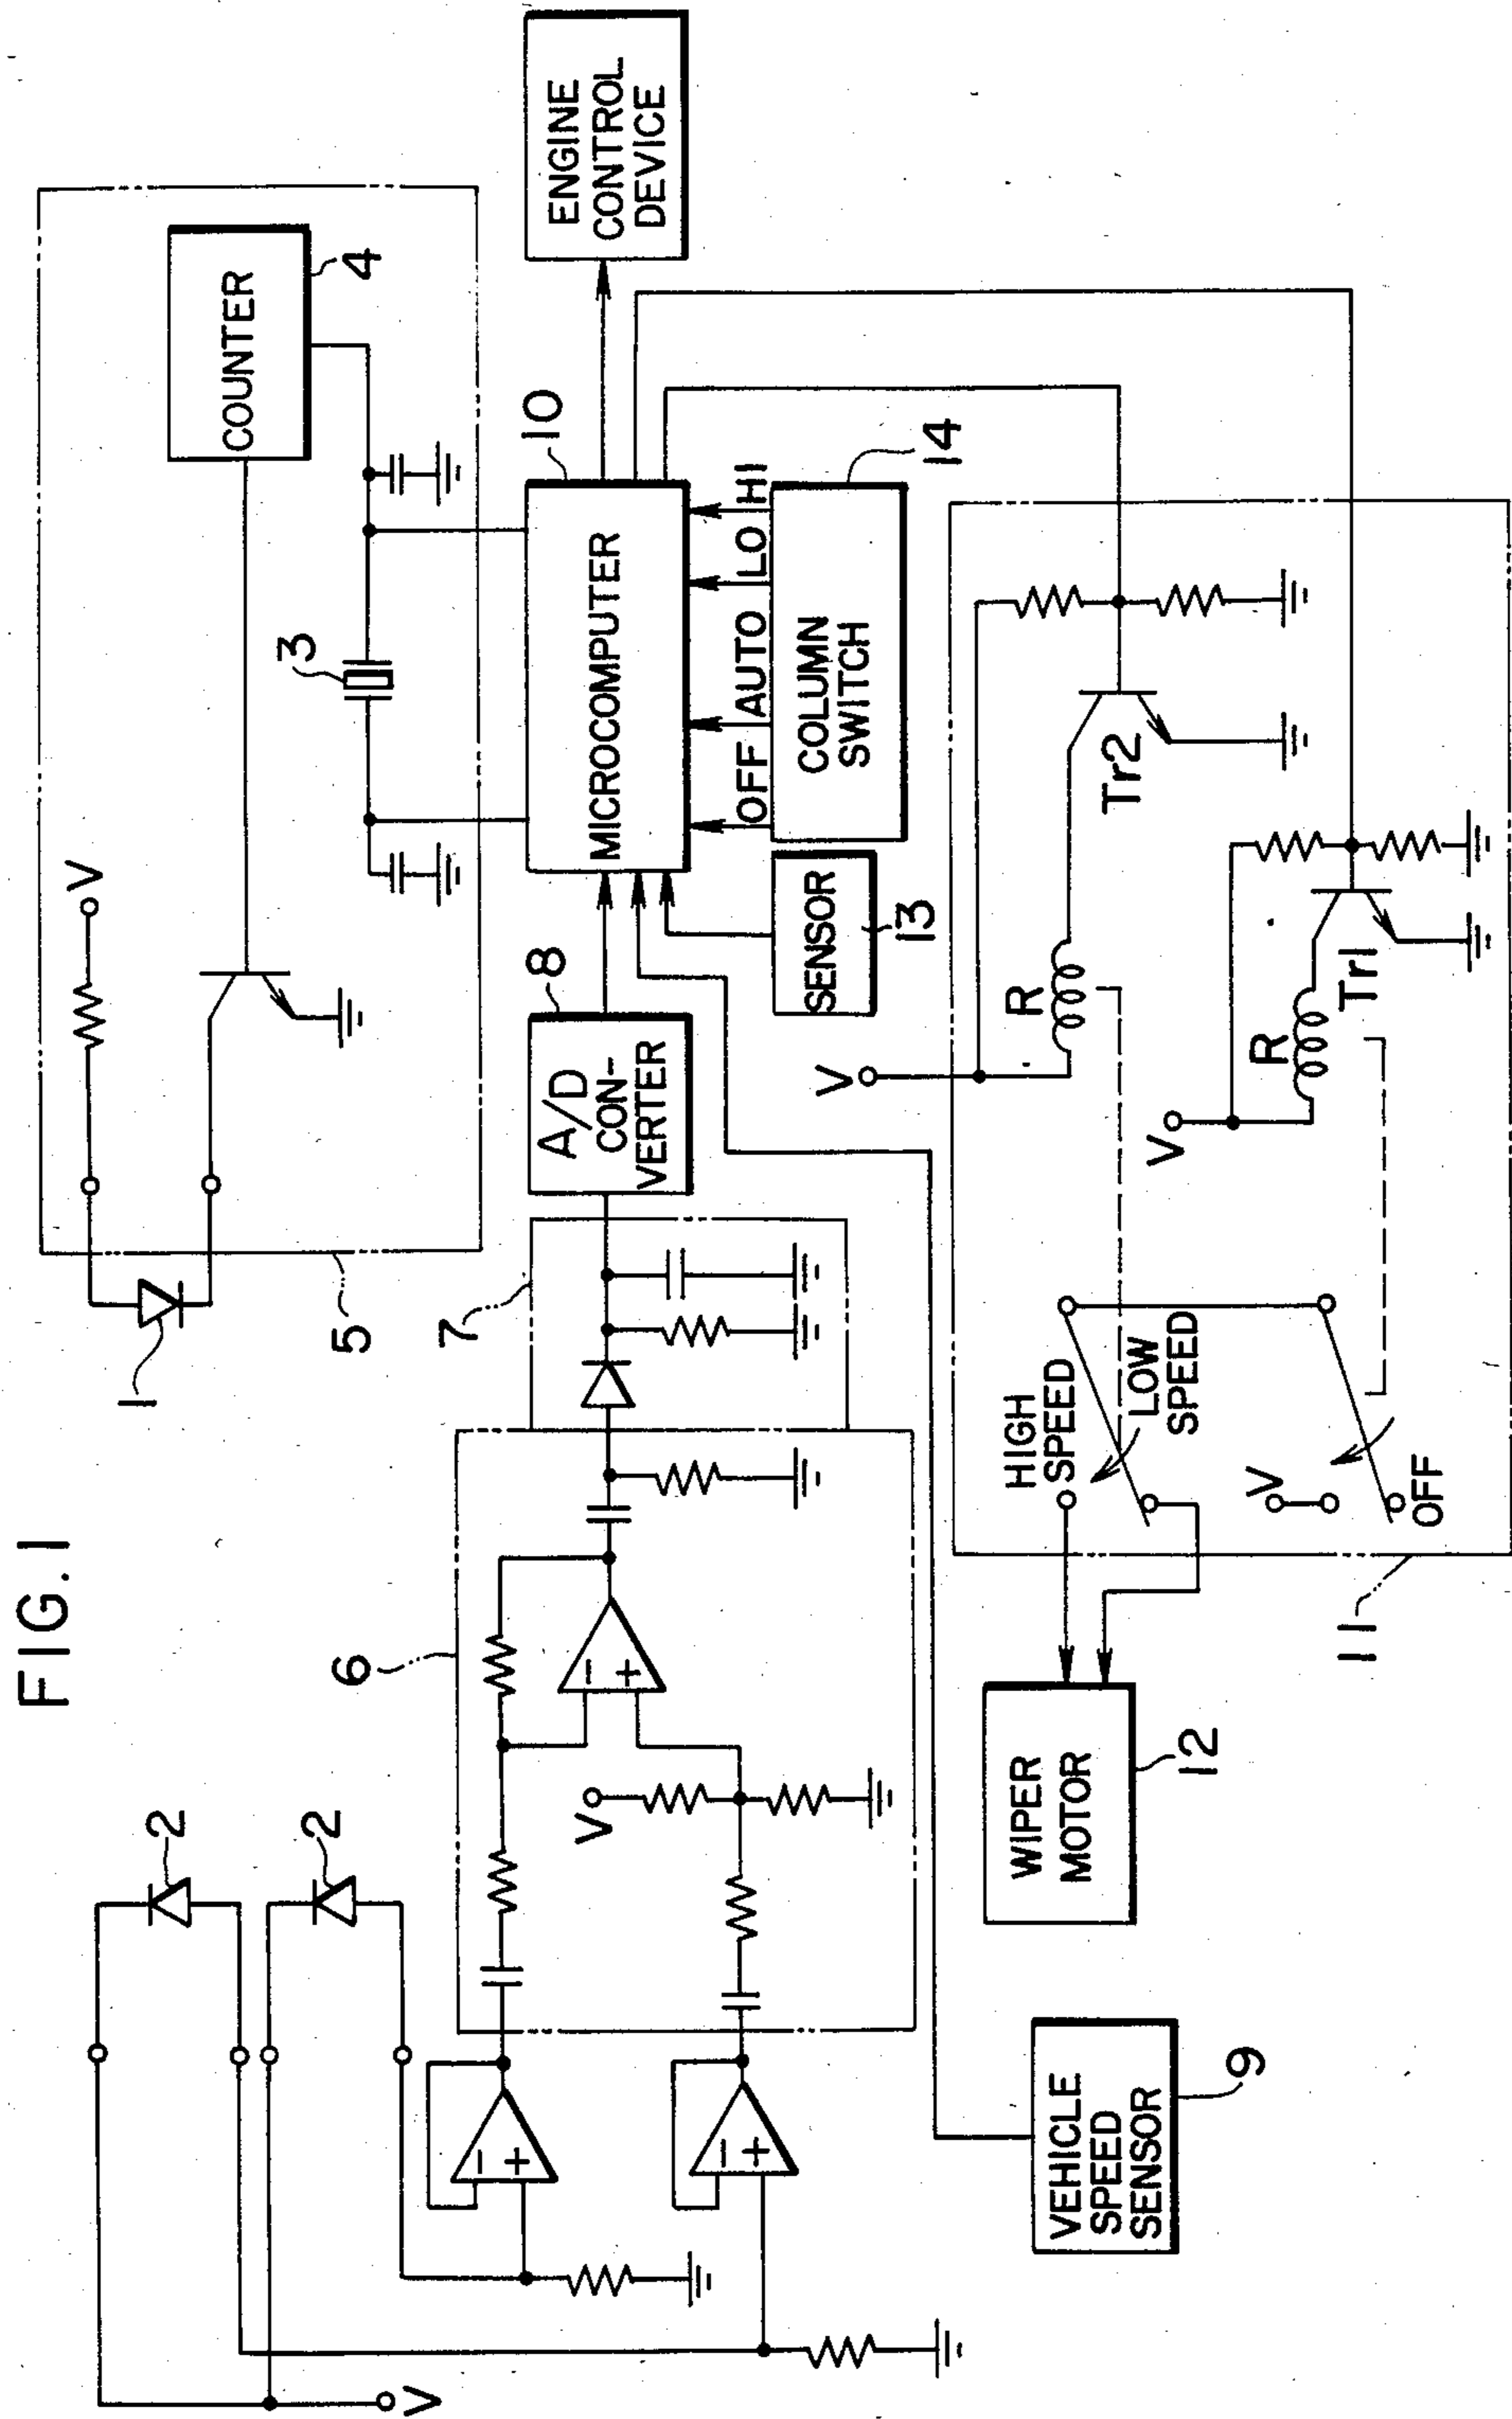 FIG. 1
V
2
2
1
5
V
COUNTER
4
3
6
-
+
-
+
V
-
+
7
8
A/D
CON-
VERTER
10
MICROCOMPUTER
ENGINE
CONTROL
DEVICE
OFF
AUTO
LO
HI
COLUMN
SWITCH
14
SENSOR
13
VEHICLE
SPEED
SENSOR
9
WIPER
MOTOR
12
11
HIGH
SPEED
LOW
SPEED
V
OFF
V
R
Tr2
V
R
Tr1